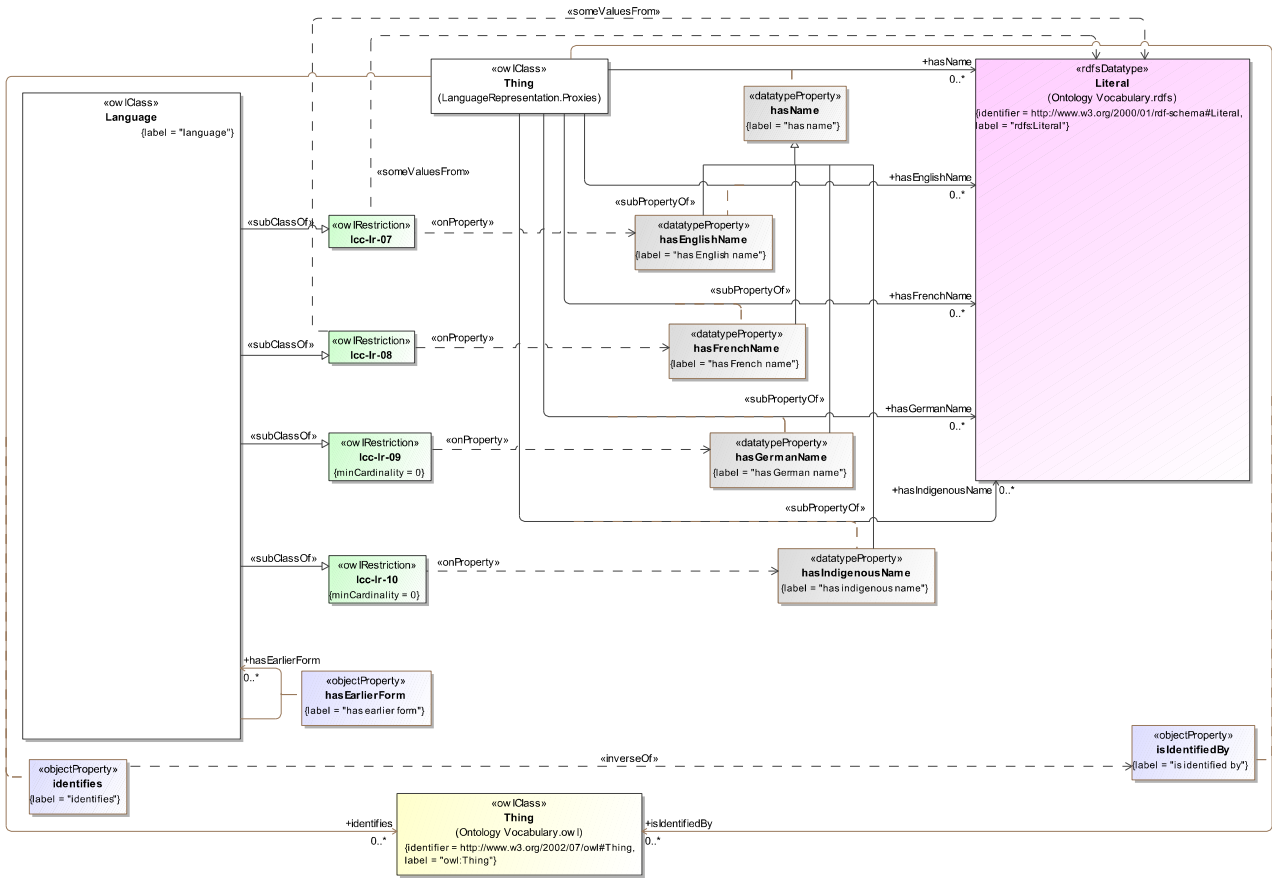 «someValuesFrom»
«owlClass»
Thing
(LanguageRepresentation.Proxies)
+hasName
0..*
«rdfsDatatype»
Literal
(Ontology Vocabulary.rdfs)
{identifier = http://www.w3.org/2000/01/rdf-schema#Literal,
label = "rdfs:Literal"}
«owlClass»
Language
{label = "language"}
«datatypeProperty»
hasName
{label = "has name"}
«someValuesFrom»
+hasEnglishName
0..*
«subPropertyOf»
«subClassOf»
«owlRestriction»
lcc-lr-07
«onProperty»
«datatypeProperty»
hasEnglishName
{label = "has English name"}
«subPropertyOf»
+hasFrenchName
0..*
«subClassOf»
«owlRestriction»
lcc-lr-08
«onProperty»
«datatypeProperty»
hasFrenchName
{label = "has French name"}
«subPropertyOf»
+hasGermanName
0..*
«subClassOf»
«owlRestriction»
lcc-lr-09
{minCardinality = 0}
«onProperty»
«datatypeProperty»
hasGermanName
{label = "has German name"}
+hasIndigenousName
0..*
«subPropertyOf»
«subClassOf»
«owlRestriction»
lcc-lr-10
{minCardinality = 0}
«onProperty»
«datatypeProperty»
hasIndigenousName
{label = "has indigenous name"}
+hasEarlierForm
0..*
«objectProperty»
hasEarlierForm
{label = "has earlier form"}
«objectProperty»
identifies
{label = "identifies"}
«inverseOf»
«objectProperty»
isIdentifiedBy
{label = "is identified by"}
+identifies
0..*
«owlClass»
Thing
(Ontology Vocabulary.owl)
{identifier = http://www.w3.org/2002/07/owl#Thing,
label = "owl:Thing"}
+isIdentifiedBy
0..*